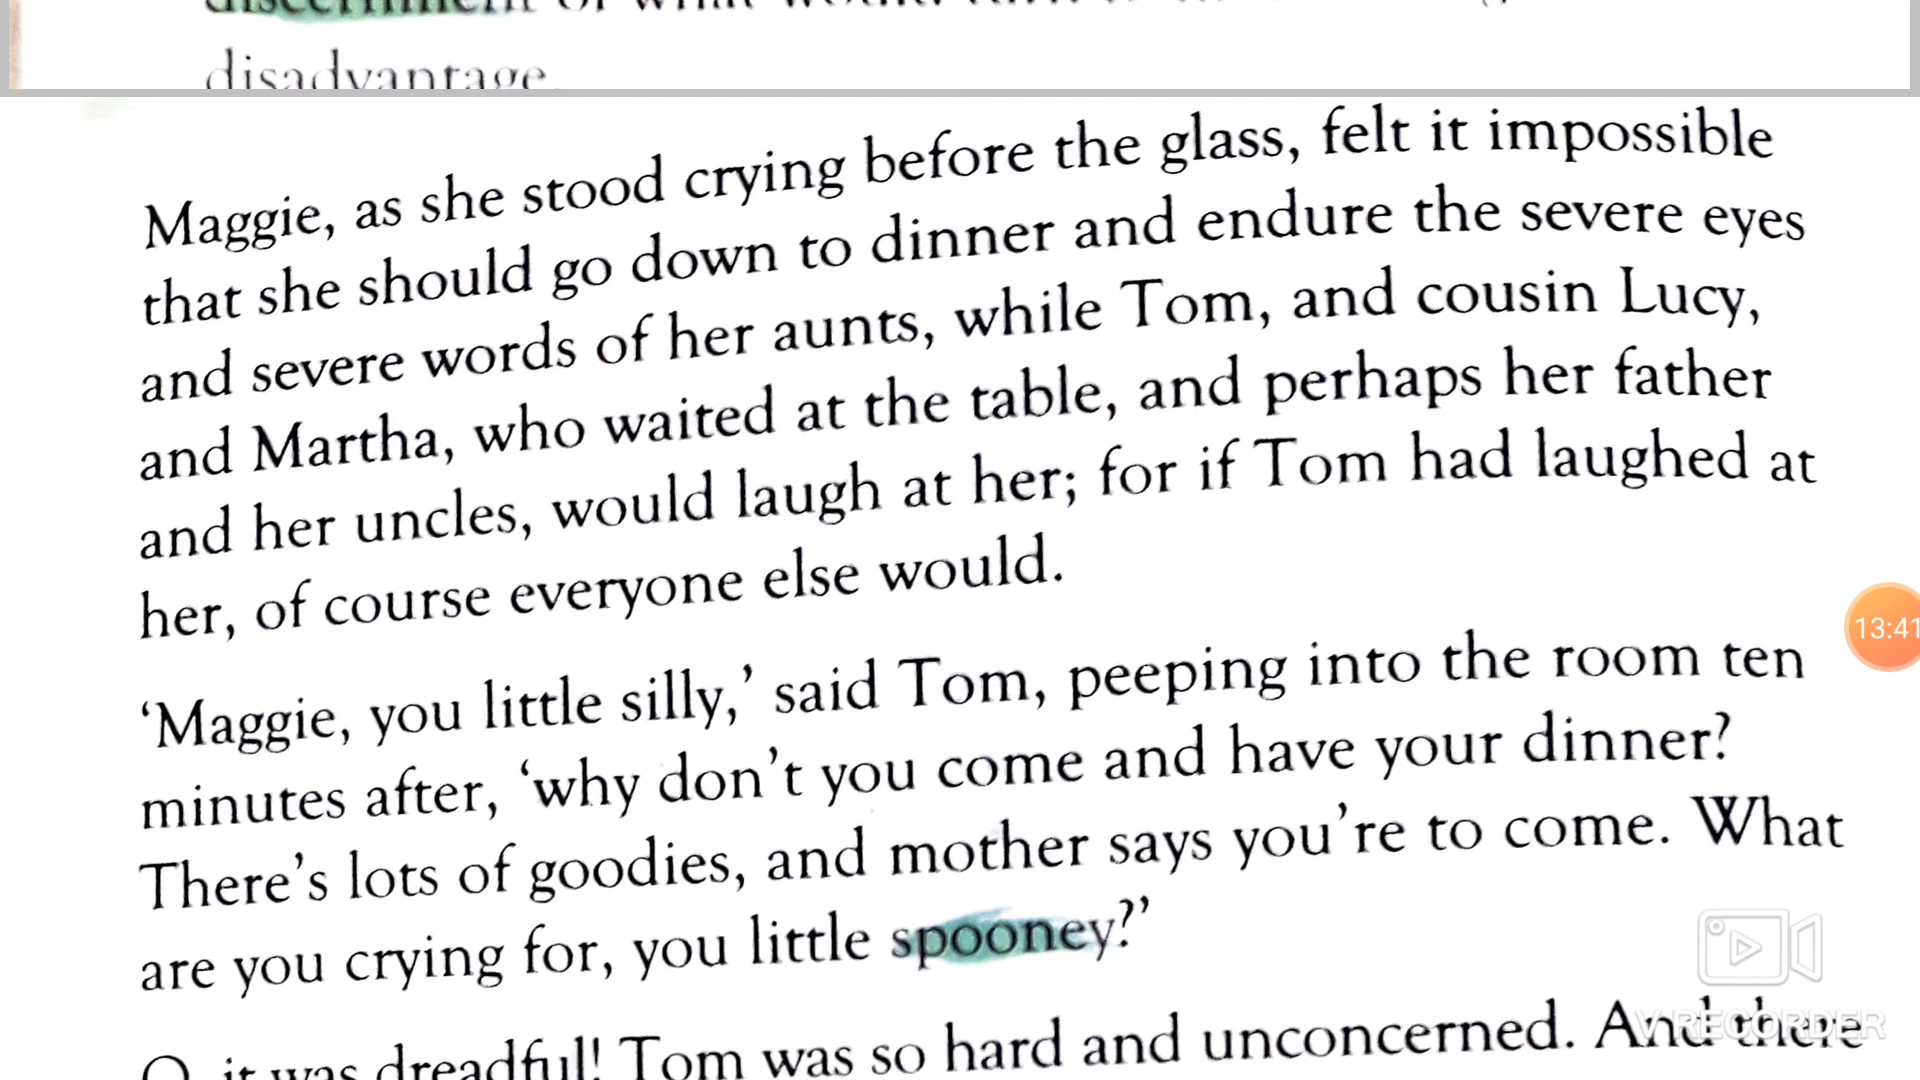 disadvantage.
Maggie, as she stood crying before the glass, felt it impossible
that she should go down to dinner and endure the severe eyes
and severe words of her aunts, while Tom, and cousin Lucy,
and Martha, who waited at the table, and perhaps her father
and her uncles, would laugh at her; for if Tom had laughed at
her, of course everyone else would.
‘Maggie, you little silly,’ said Tom, peeping into the room ten
minutes after, ‘why don’t you come and have your dinner?
There’s lots of goodies, and mother says you’re to come. What
are you crying for, you little spooney?’
O, it was dreadful! Tom was so hard and unconcerned. And there
13:41
V RECORDER